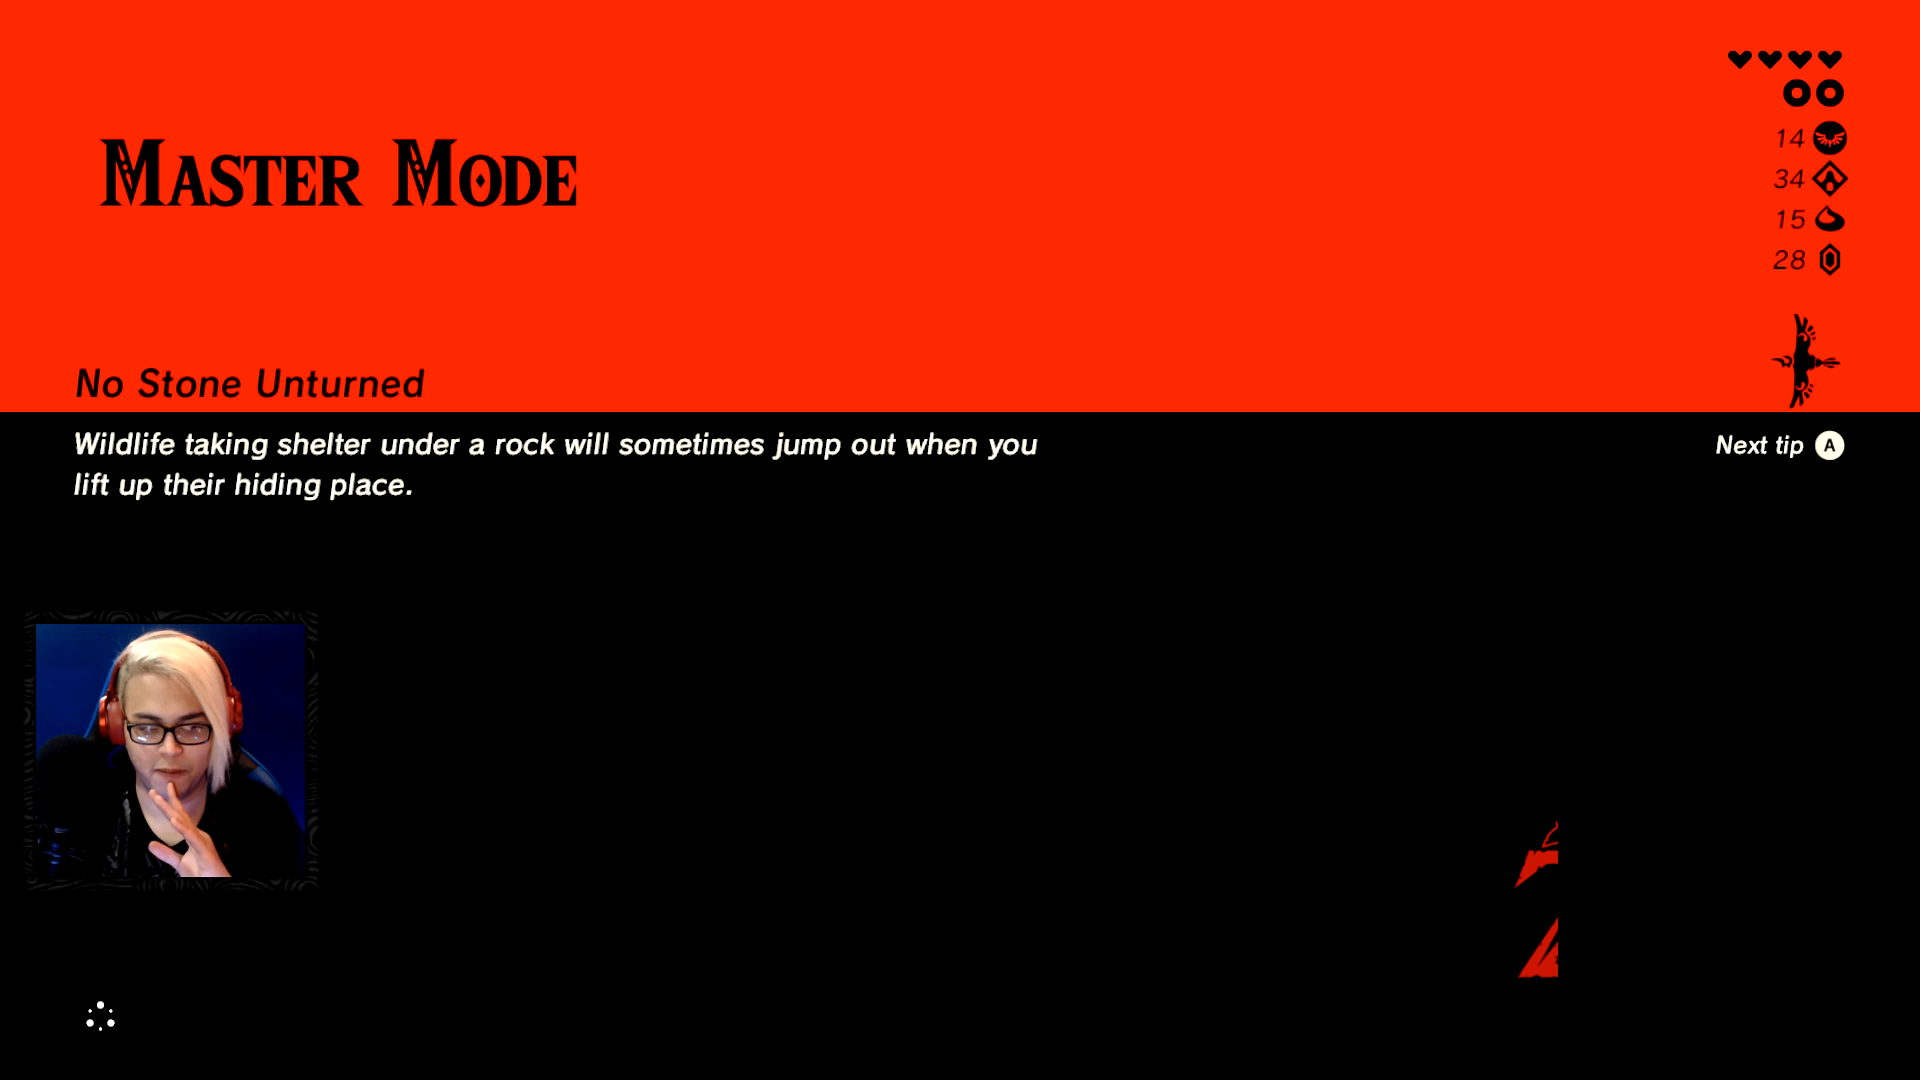 Master Mode
14
34
15
28
No Stone Unturned
Wildlife taking shelter under a rock will sometimes jump out when you
lift up their hiding place.
Next tip A